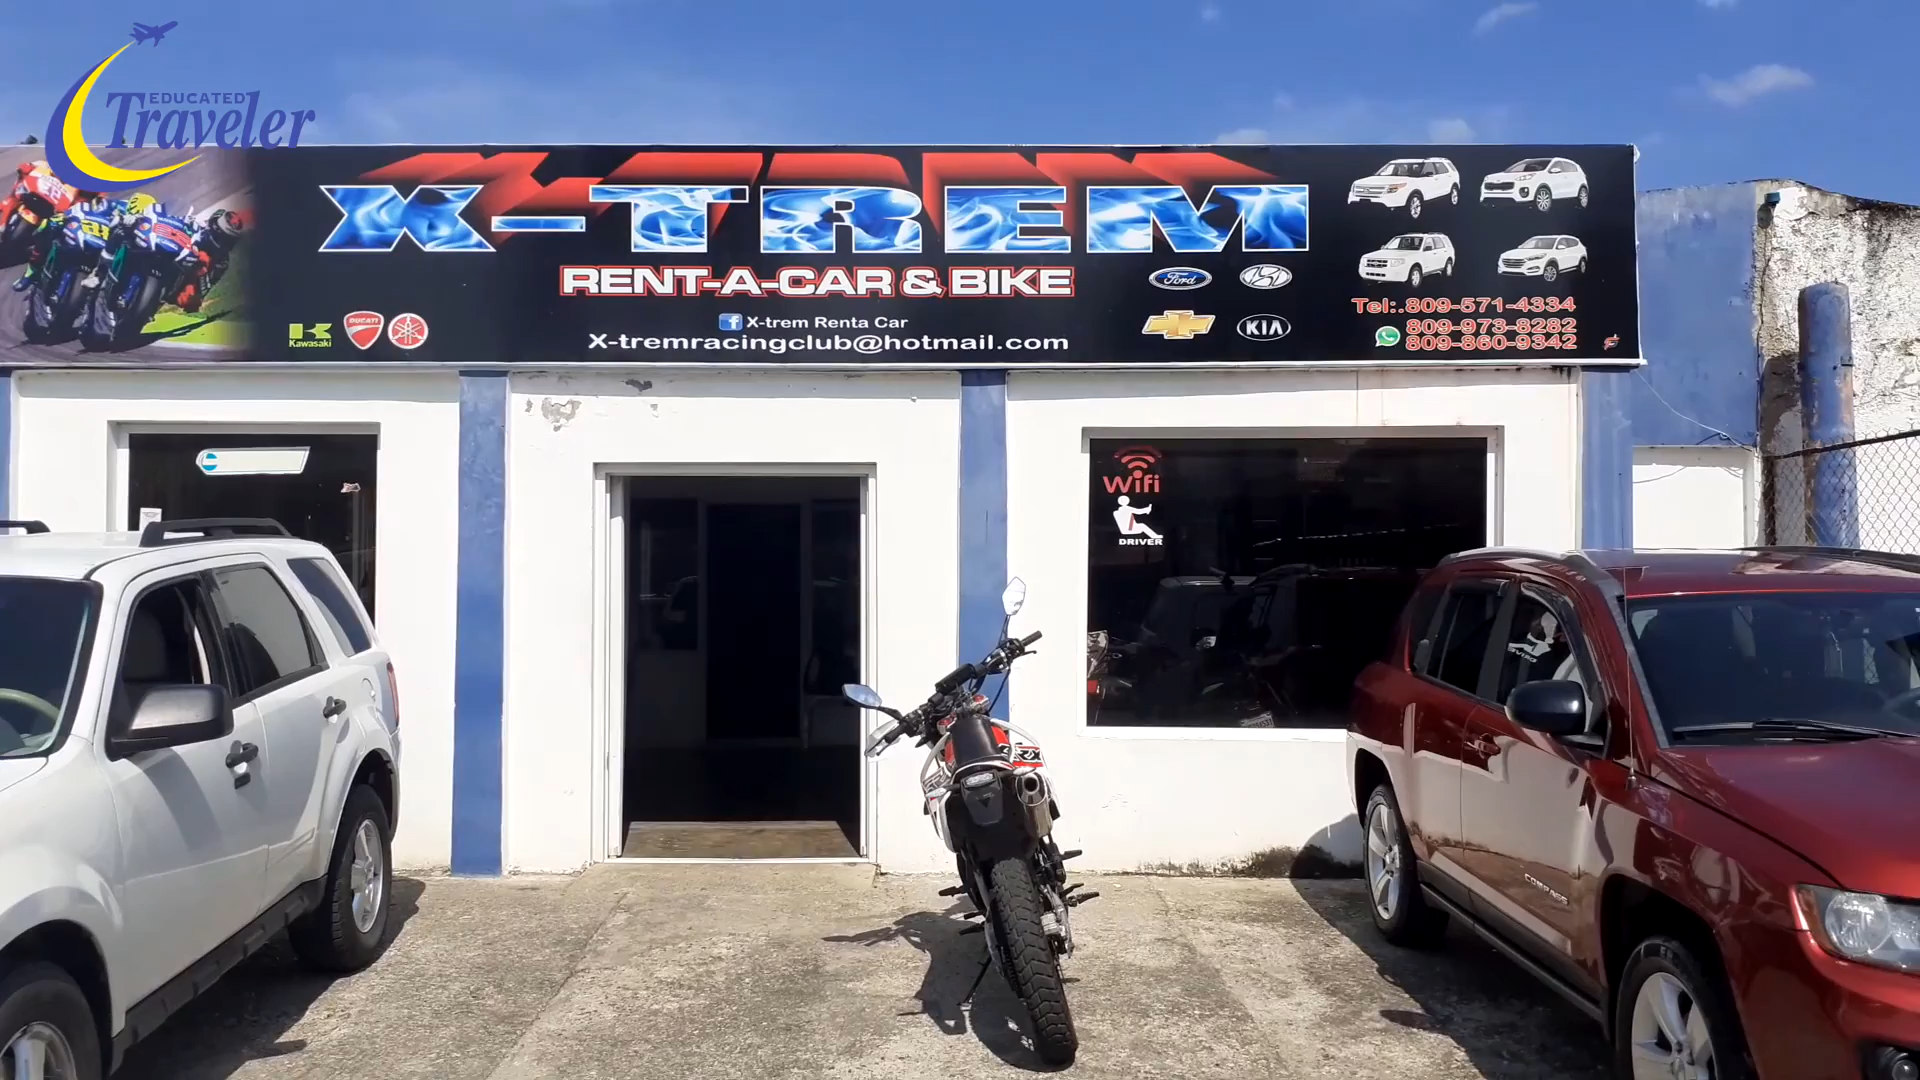 EDUCATED
Traveler
X-TREM
RENT-A-CAR & BIKE
X-trem Renta Car
X-tremracingclub@hotmail.com
Kawasaki
DUCATI
Ford
KIA
Tel:.809-571-4334
809-973-8282
809-860-9342
Wifi
DRIVER
COMPASS